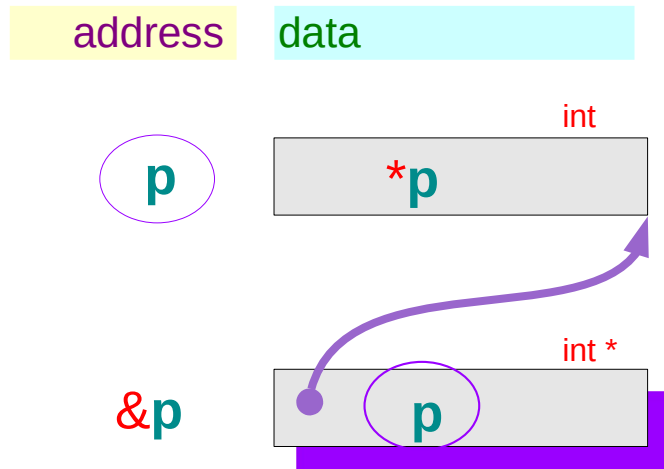 address data
int
p *p
int *
&p p